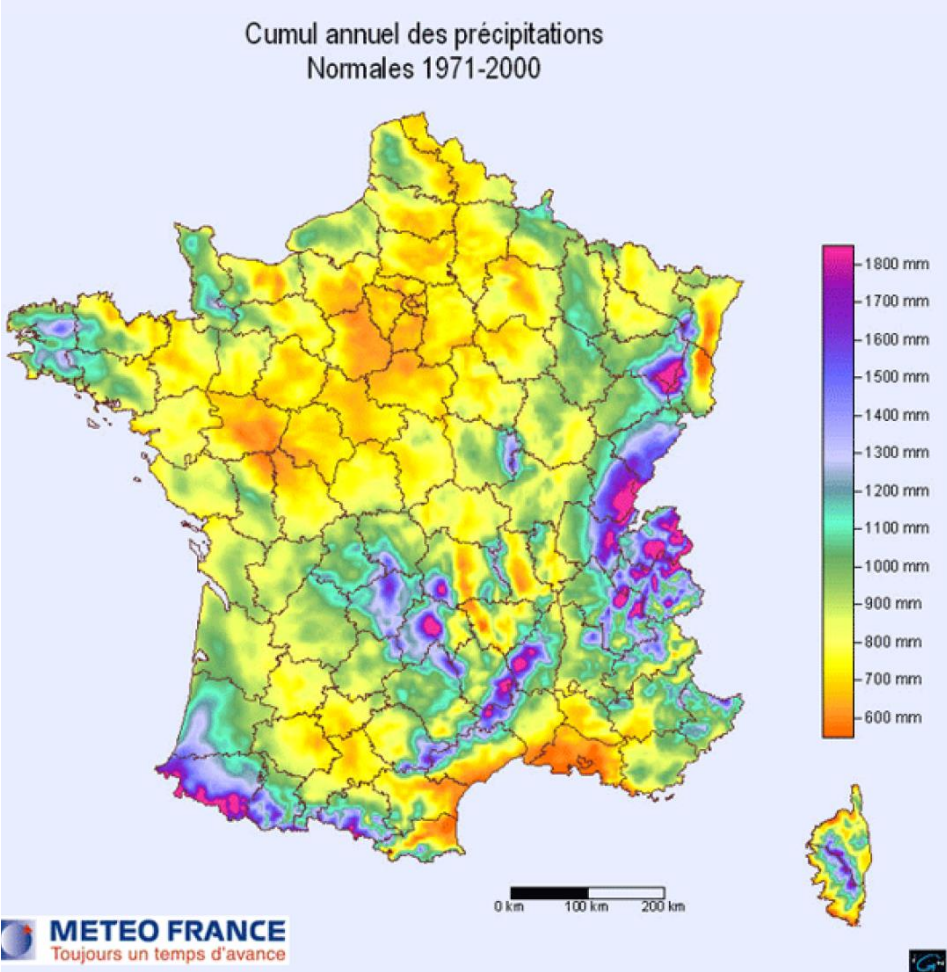 Cumul annuel des précipitations
Normales 1971-2000
1800 mm
1700 mm
1600 mm
1500 mm
1400 mm
1300 mm
1200 mm
1100 mm
1000 mm
900 mm
800 mm
700 mm
600 mm
0 km 100 km 200 km
METEO FRANCE
Toujours un temps d'avance